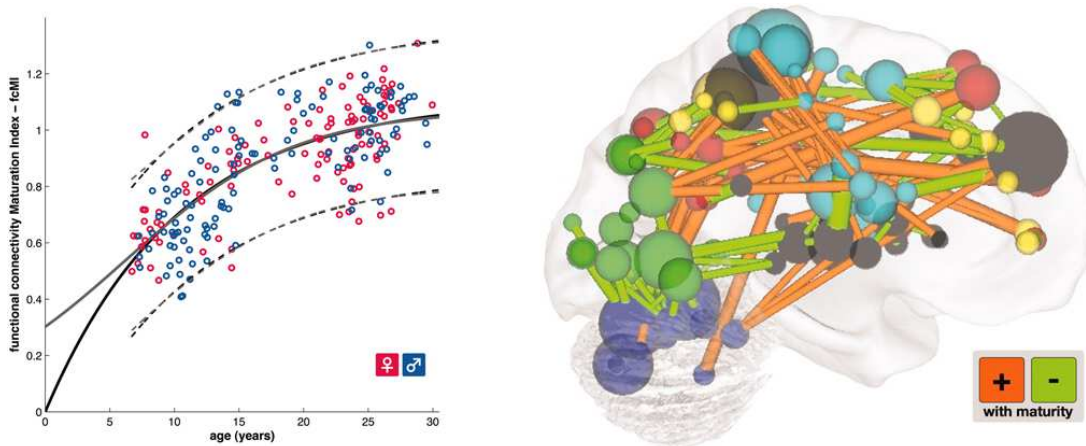 functional connectivity Maturation Index – fcMI
1.2
1
0.8
0.6
0.4
0.2
0
0 5 10 15 20 25 30
age (years)
♀ ♂
+ -
with maturity